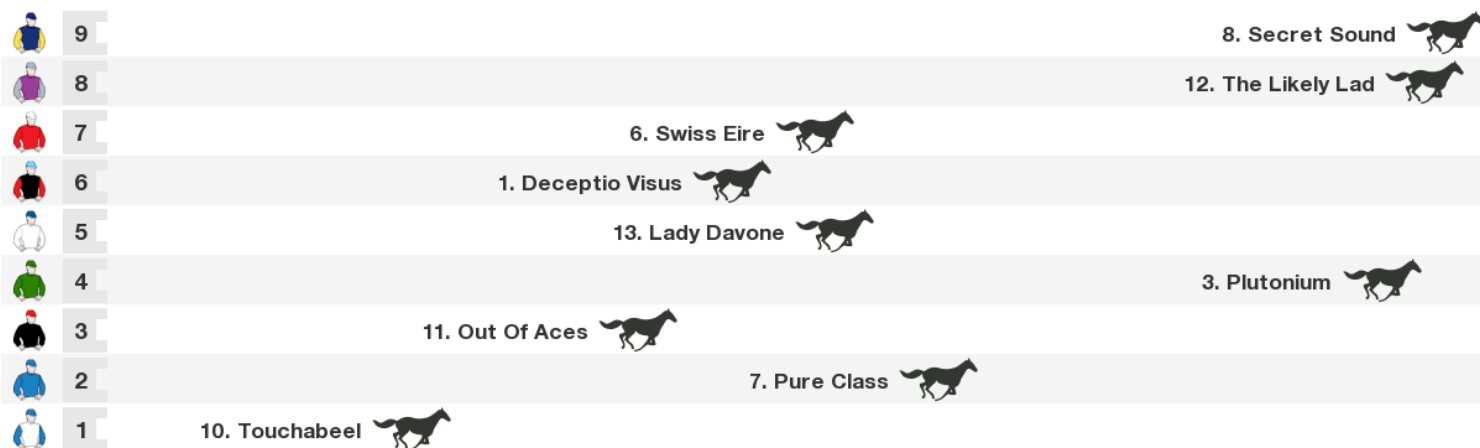 9 8. Secret Sound
8 12. The Likely Lad
7 6. Swiss Eire
6 1. Deceptio Visus
5 13. Lady Davone
4 3. Plutonium
3 11. Out Of Aces
2 7. Pure Class
1 10. Touchabeel